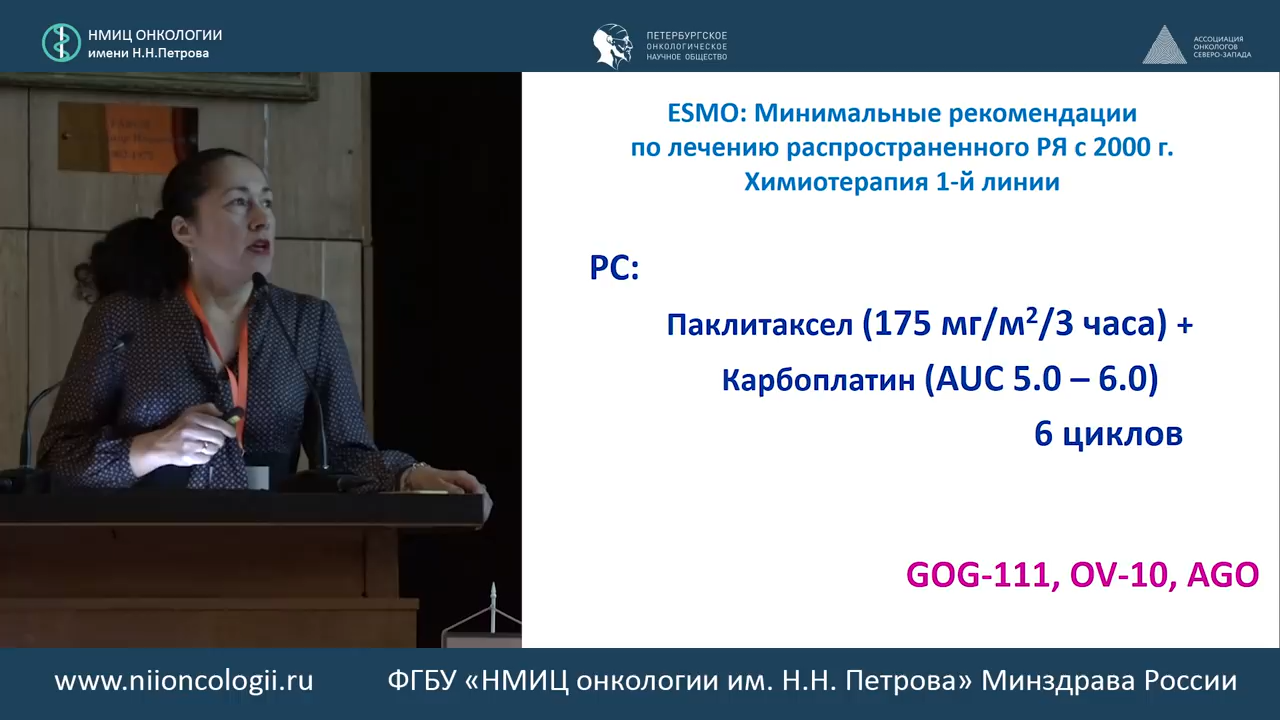 НМИЦ ОНКОЛОГИИ
имени Н.Н.Петрова
ПЕТЕРБУРГСКОЕ
ОНКОЛОГИЧЕСКОЕ
НАУЧНОЕ ОБЩЕСТВО
АССОЦИАЦИЯ
ОНКОЛОГОВ
СЕВЕРО-ЗАПАДА
ESMO: Минимальные рекомендации
по лечению распространенного РЯ с 2000 г.
Химиотерапия 1-й линии
PC:
Паклитаксел (175 мг/м²/3 часа) +
Карбоплатин (AUC 5.0 – 6.0)
6 циклов
GOG-111, OV-10, AGO
www.niioncologii.ru
ФГБУ «НМИЦ онкологии им. Н.Н. Петрова» Минздрава России